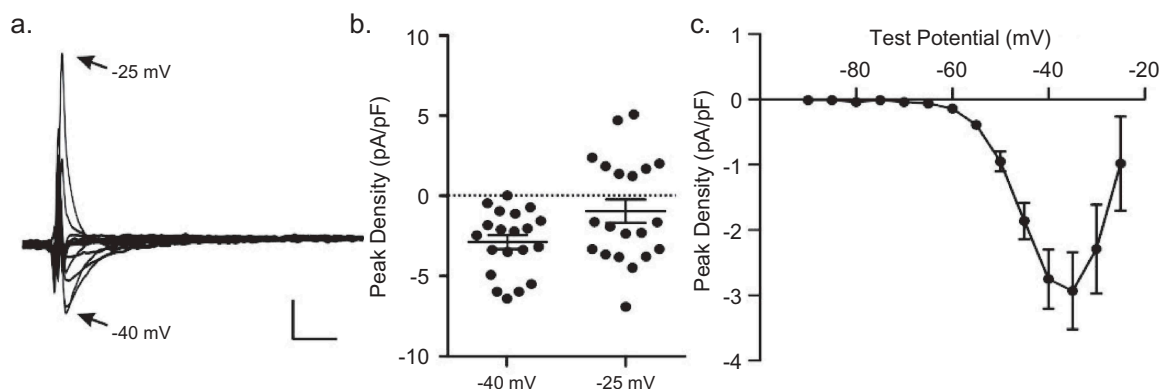 a.
-25 mV
-40 mV
b.
Peak Density (pA/pF)
10
5
0
-5
-10
-40 mV
-25 mV
c.
Test Potential (mV)
-80
-60
-40
-20
Peak Density (pA/pF)
1
0
-1
-2
-3
-4